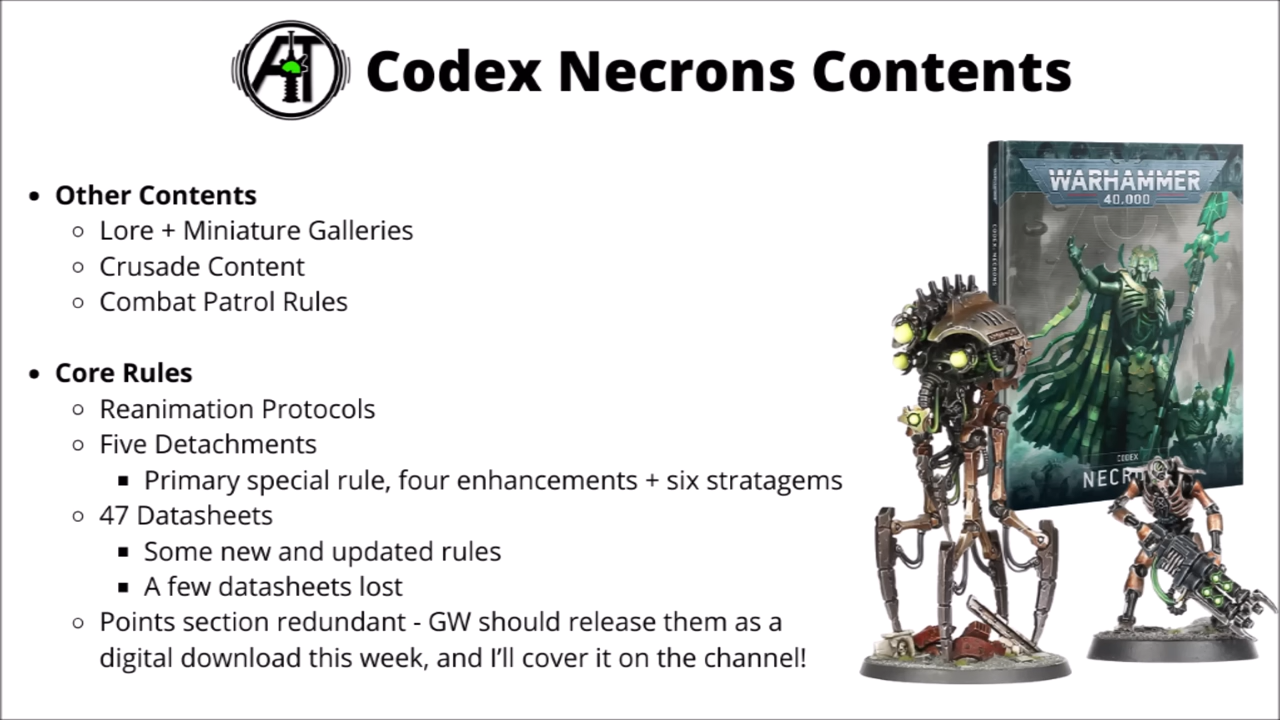 AT
Codex Necrons Contents
• Other Contents
○ Lore + Miniature Galleries
○ Crusade Content
○ Combat Patrol Rules
• Core Rules
○ Reanimation Protocols
○ Five Detachments
▪ Primary special rule, four enhancements + six stratagems
○ 47 Datasheets
▪ Some new and updated rules
▪ A few datasheets lost
○ Points section redundant - GW should release them as a
digital download this week, and I'll cover it on the channel!
WARHAMMER
40,000
CODEX